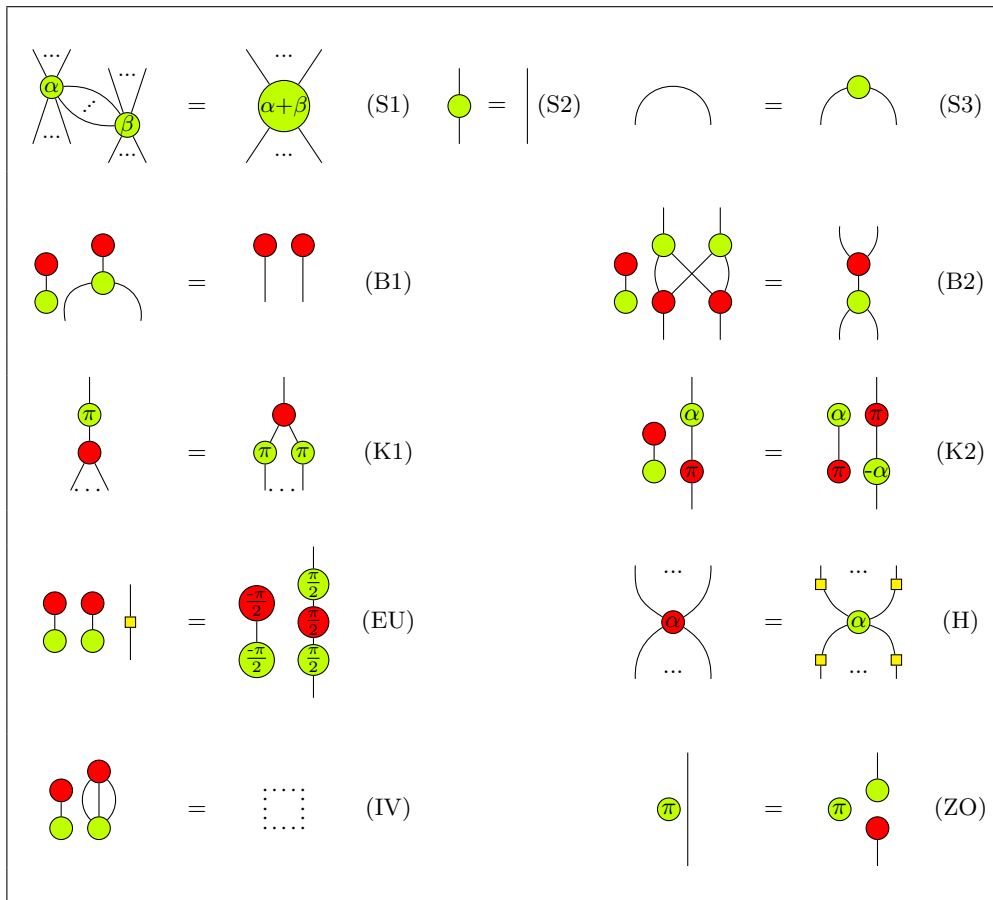 ... ...
α
... = α+β (S1) = (S2) = (S3)
β
... ... ...
= (B1) = (B2)
π α α π
= π π (K1) = (K2)
... ... π π -α
-π/2 π/2 ... ...
= π/2 (EU) α = α (H)
-π/2 π/2 ... ...
= (IV) π = π (ZO)